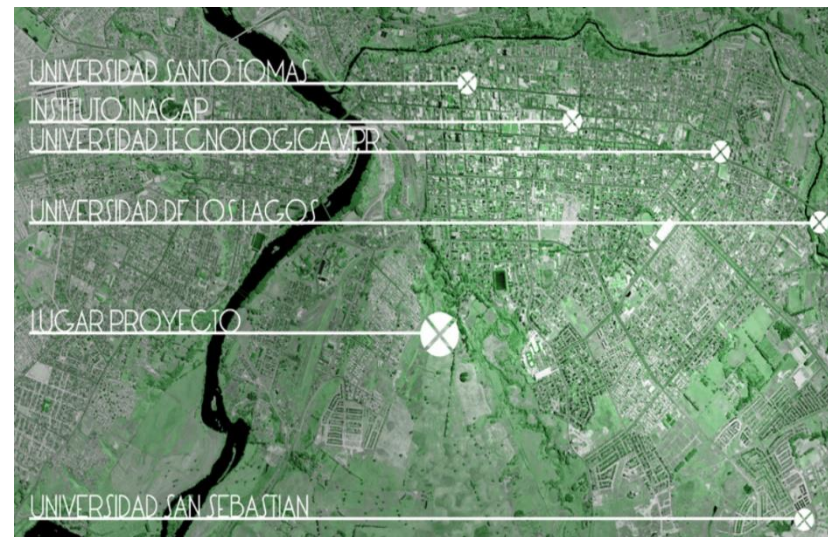 UNIVERSIDAD SANTO TOMAS
INSTITUTO INACAP
UNIVERSIDAD TECNOLOGICA VPR.
UNIVERSIDAD DE LOS LAGOS
LUGAR PROYECTO
UNIVERSIDAD SAN SEBASTIAN